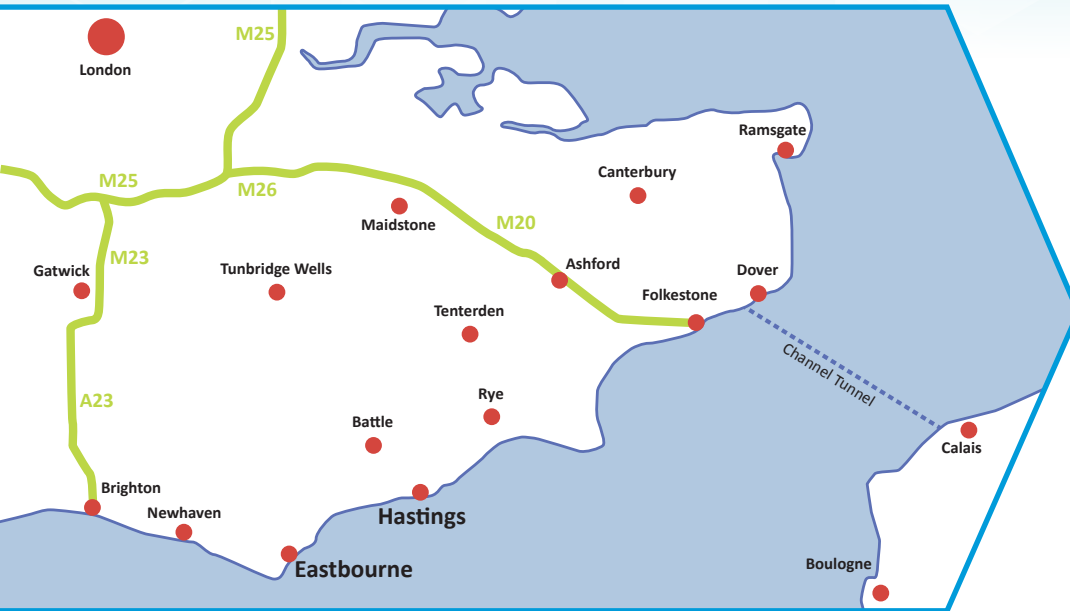 M25
London
Ramsgate
Canterbury
M25
M26
Maidstone
M20
M23
Gatwick
Tunbridge Wells
Ashford
Dover
Folkestone
Tenterden
Channel Tunnel
A23
Rye
Battle
Calais
Brighton
Newhaven
Hastings
Eastbourne
Boulogne